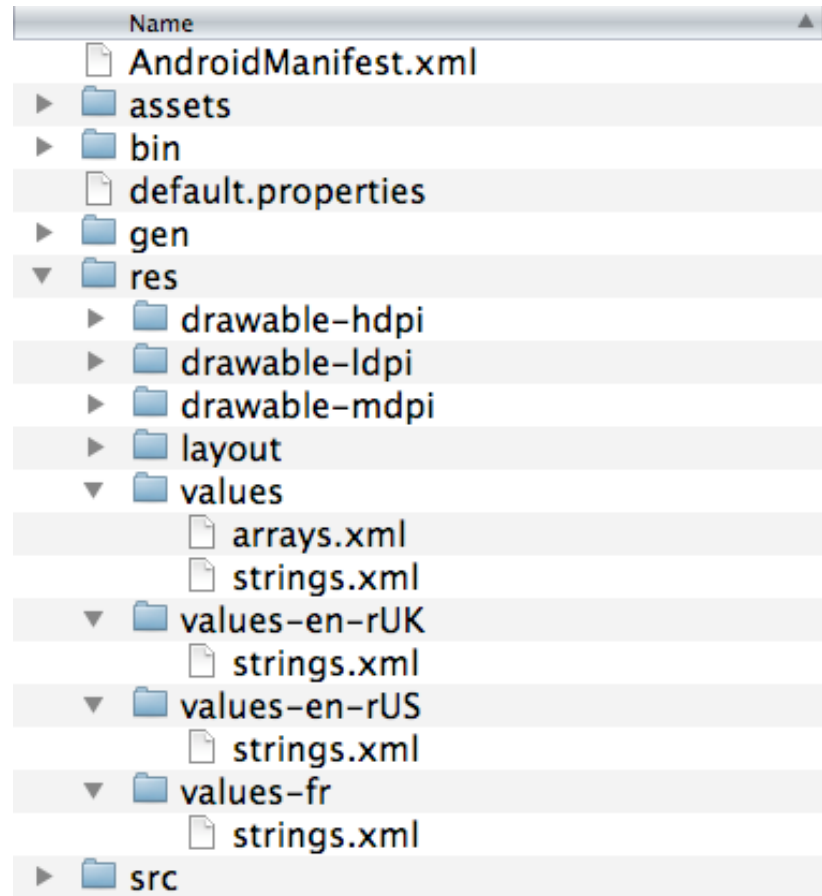 Name
AndroidManifest.xml
assets
bin
default.properties
gen
res
drawable-hdpi
drawable-ldpi
drawable-mdpi
layout
values
arrays.xml
strings.xml
values-en-rUK
strings.xml
values-en-rUS
strings.xml
values-fr
strings.xml
src